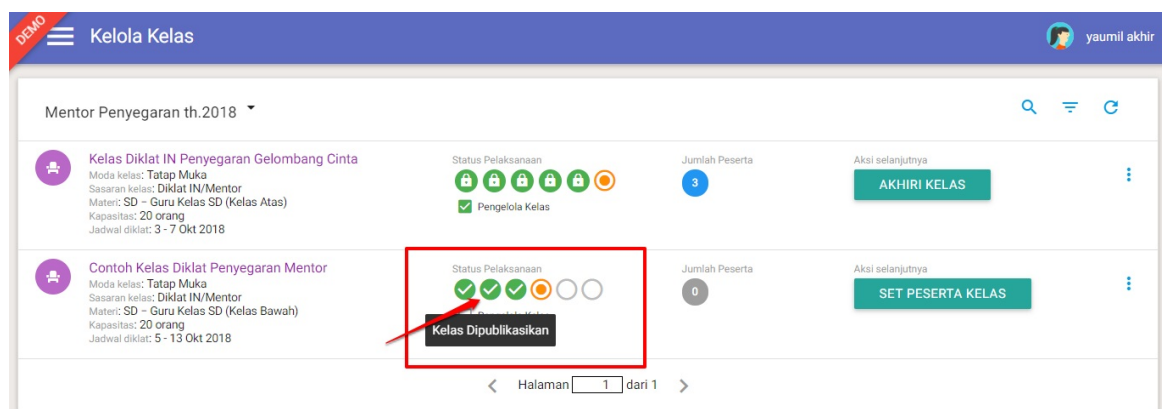 DEMO
Kelola Kelas
yaumil akhir
Mentor Penyegaran th.2018
Kelas Diklat IN Penyegaran Gelombang Cinta
Moda kelas: Tatap Muka
Sasaran kelas: Diklat IN/Mentor
Materi: SD – Guru Kelas SD (Kelas Atas)
Kapasitas: 20 orang
Jadwal diklat: 3 - 7 Okt 2018
Status Pelaksanaan
Pengelola Kelas
Jumlah Peserta
3
Aksi selanjutnya
AKHIRI KELAS
Contoh Kelas Diklat Penyegaran Mentor
Moda kelas: Tatap Muka
Sasaran kelas: Diklat IN/Mentor
Materi: SD – Guru Kelas SD (Kelas Bawah)
Kapasitas: 20 orang
Jadwal diklat: 5 - 13 Okt 2018
Status Pelaksanaan
Kelas Dipublikasikan
Jumlah Peserta
0
Aksi selanjutnya
SET PESERTA KELAS
Halaman 1 dari 1